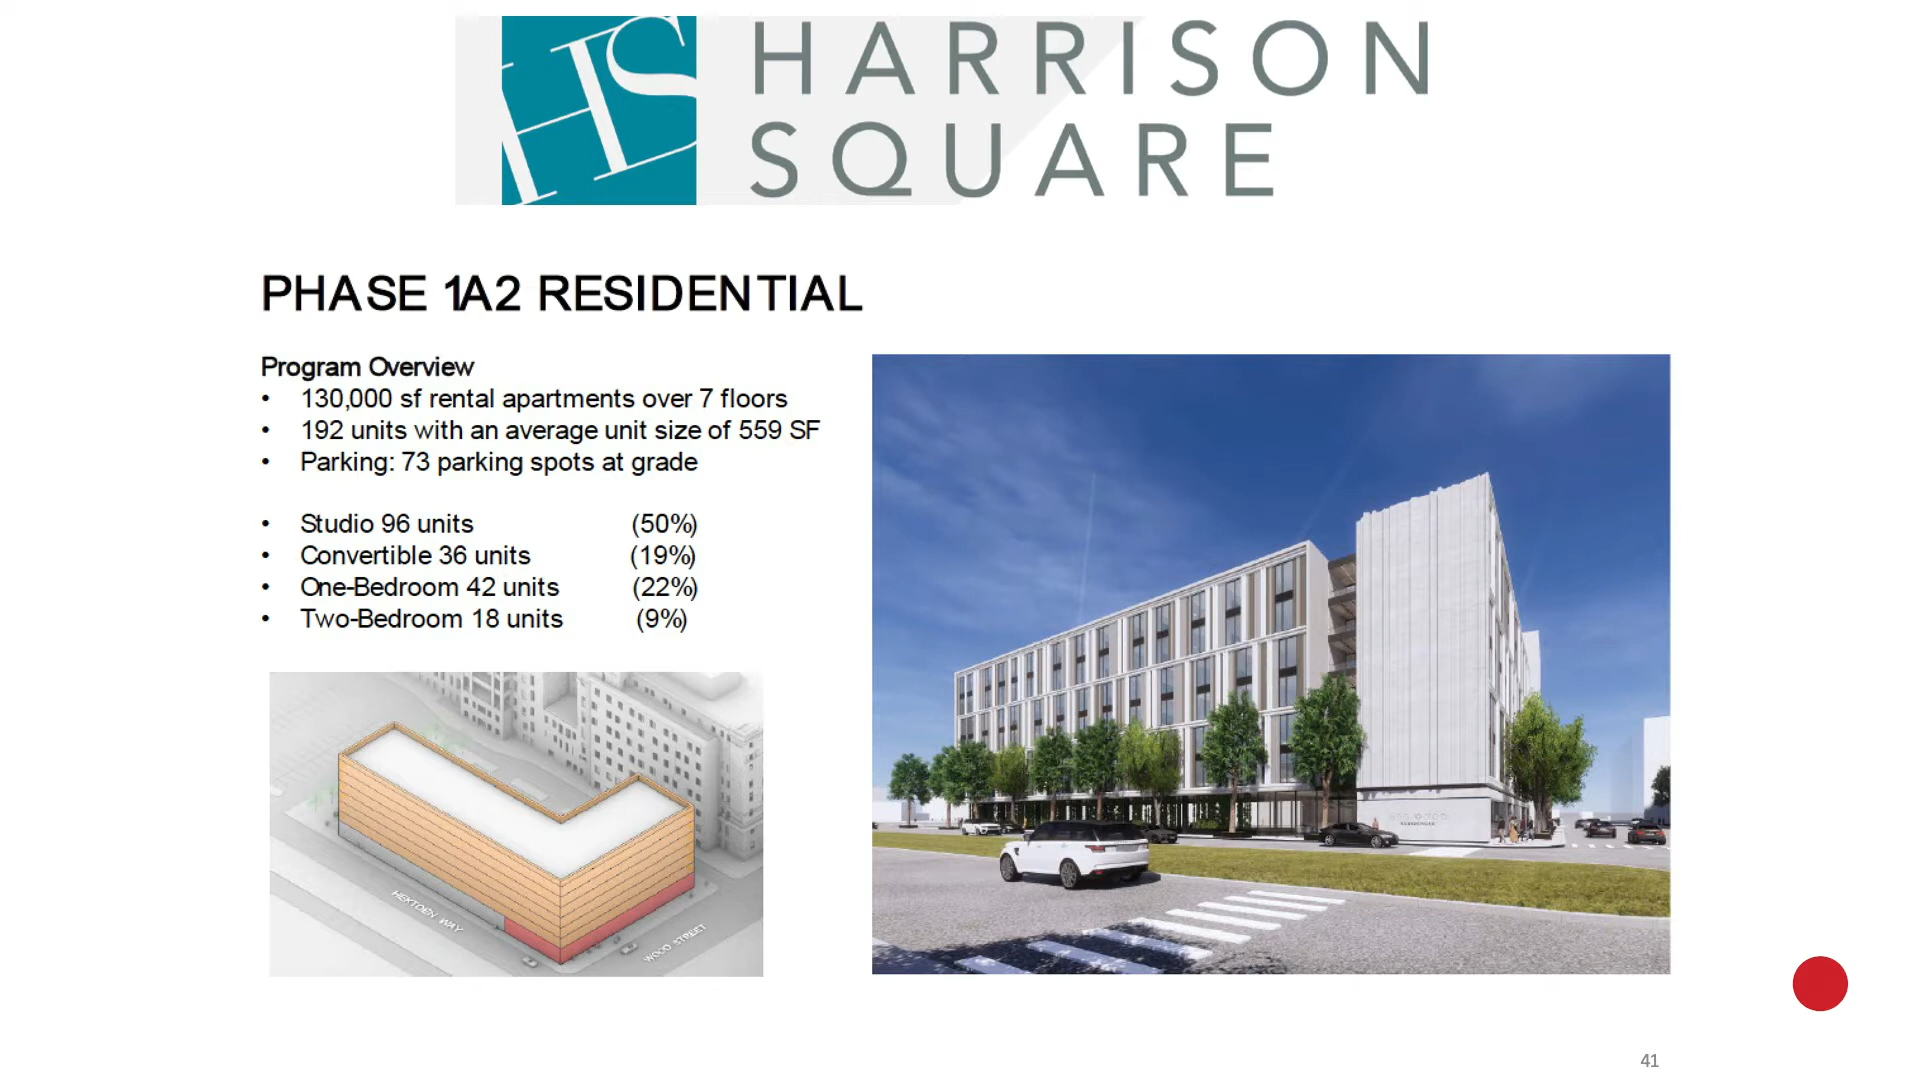 HS
HARRISON
SQUARE
PHASE 1A2 RESIDENTIAL
Program Overview
• 130,000 sf rental apartments over 7 floors
• 192 units with an average unit size of 559 SF
• Parking: 73 parking spots at grade
• Studio 96 units (50%)
• Convertible 36 units (19%)
• One-Bedroom 42 units (22%)
• Two-Bedroom 18 units (9%)
HEKTOEN WAY
WOOD STREET
41